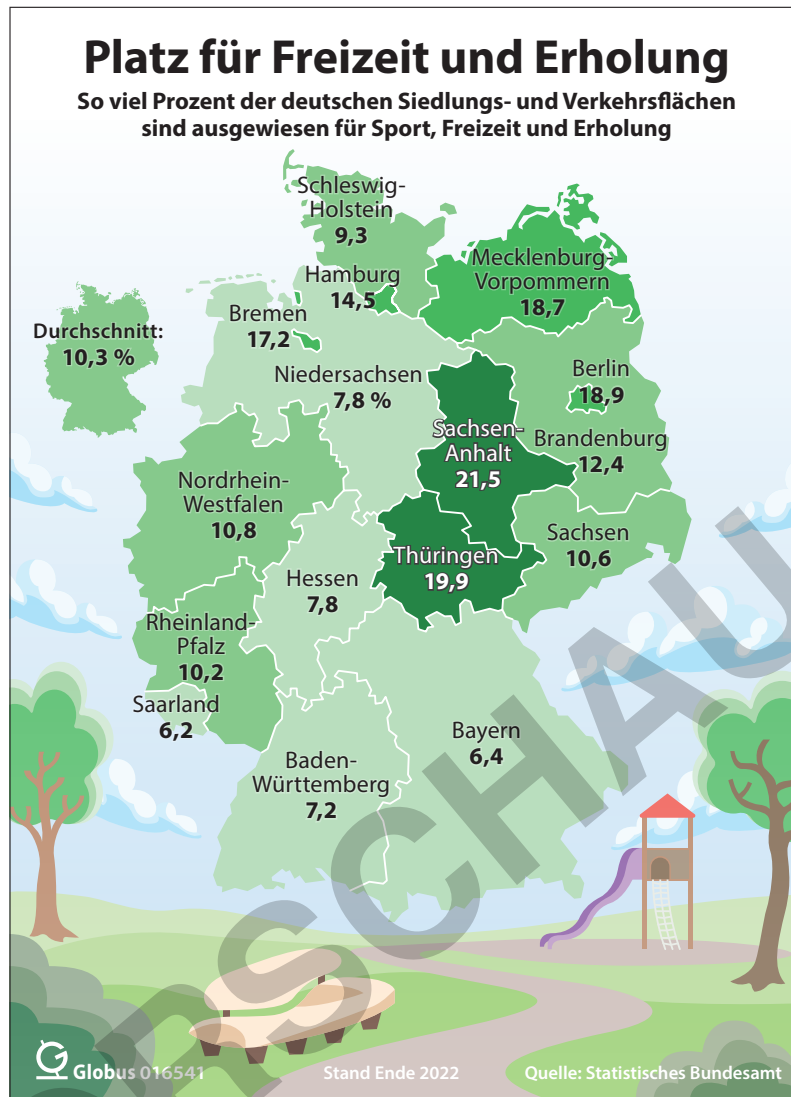 Platz für Freizeit und Erholung
So viel Prozent der deutschen Siedlungs- und Verkehrsflächen
sind ausgewiesen für Sport, Freizeit und Erholung
Schleswig-
Holstein
9,3
Mecklenburg-
Vorpommern
18,7
Hamburg
14,5
Bremen
17,2
Durchschnitt:
10,3 %
Niedersachsen
7,8 %
Berlin
18,9
Sachsen-
Anhalt
21,5
Brandenburg
12,4
Nordrhein-
Westfalen
10,8
Sachsen
10,6
Thüringen
19,9
Hessen
7,8
Rheinland-
Pfalz
10,2
Saarland
6,2
Bayern
6,4
Baden-
Württemberg
7,2
RSCHAU
Globus 016541
Stand Ende 2022
Quelle: Statistisches Bundesamt